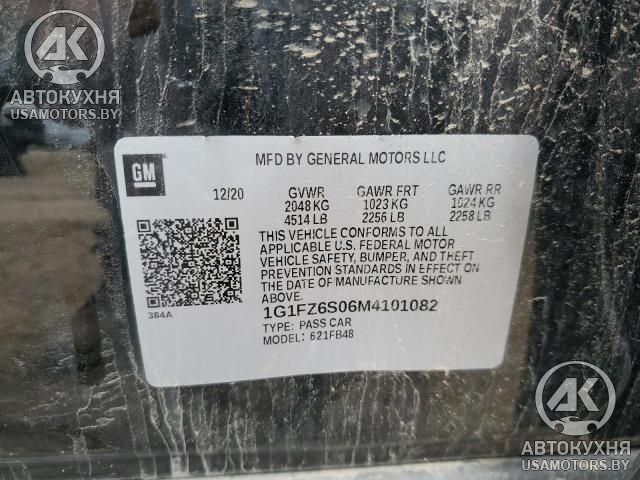 AK
АВТОКУХНЯ
USAMOTORS.BY
GM
MFD BY GENERAL MOTORS LLC
12/20 GVWR GAWR FRT GAWR RR
2048 KG 1023 KG 1024 KG
4514 LB 2256 LB 2258 LB
THIS VEHICLE CONFORMS TO ALL
APPLICABLE U.S. FEDERAL MOTOR
VEHICLE SAFETY, BUMPER, AND THEFT
PREVENTION STANDARDS IN EFFECT ON
THE DATE OF MANUFACTURE SHOWN
ABOVE.
384A
1G1FZ6S06M4101082
TYPE: PASS CAR
MODEL: 621FB48
AK
АВТОКУХНЯ
USAMOTORS.BY